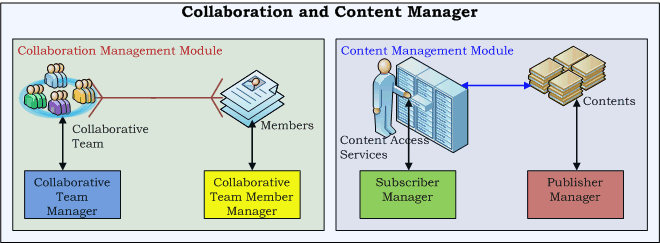 Collaboration and Content Manager
Collaboration Management Module
Collaborative
Team
Members
Collaborative
Team
Manager
Collaborative
Team Member
Manager
Content Management Module
Content Access
Services
Contents
Subscriber
Manager
Publisher
Manager